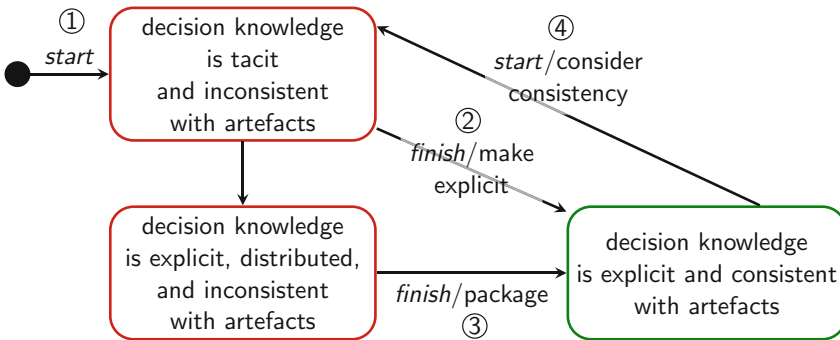 ①
start
decision knowledge
is tacit
and inconsistent
with artefacts
④
start/consider
consistency
②
finish/make
explicit
decision knowledge
is explicit, distributed,
and inconsistent
with artefacts
finish/package
③
decision knowledge
is explicit and consistent
with artefacts